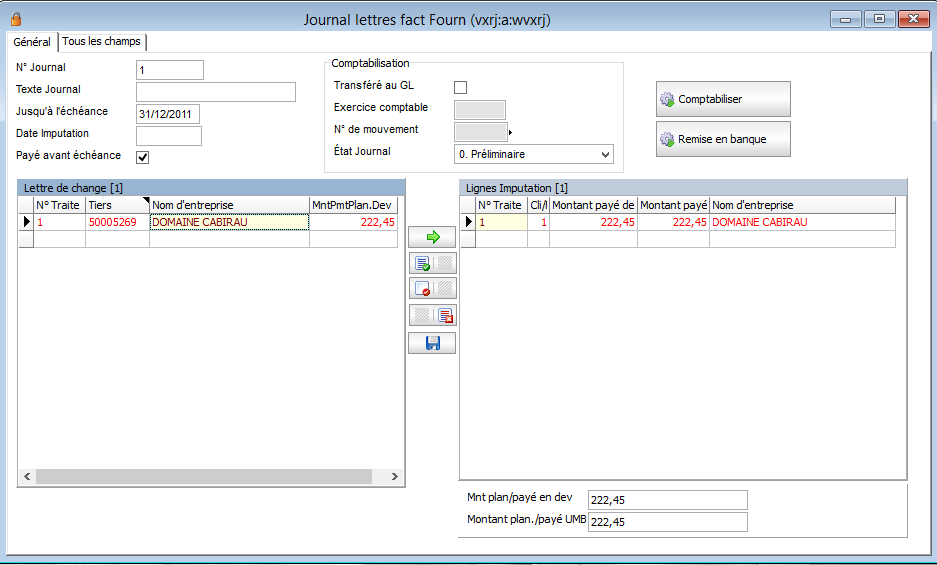 Journal lettres fact Fourn (vxrj:a:wvxrj)
Général Tous les champs
N° Journal 1
Texte Journal
Jusqu'à l'échéance 31/12/2011
Date Imputation
Payé avant échéance
Comptabilisation
Transféré au GL
Exercice comptable
N° de mouvement
État Journal 0. Préliminaire
Comptabiliser
Remise en banque
Lettre de change [1]
N° Traite Tiers Nom d'entreprise MntPmtPlan.Dev
1 50005269 DOMAINE CABIRAU 222,45
Lignes Imputation [1]
N° Traite Cli/l Montant payé de Montant payé Nom d'entreprise
1 1 222,45 222,45 DOMAINE CABIRAU
Mnt plan/payé en dev 222,45
Montant plan./payé UMB 222,45